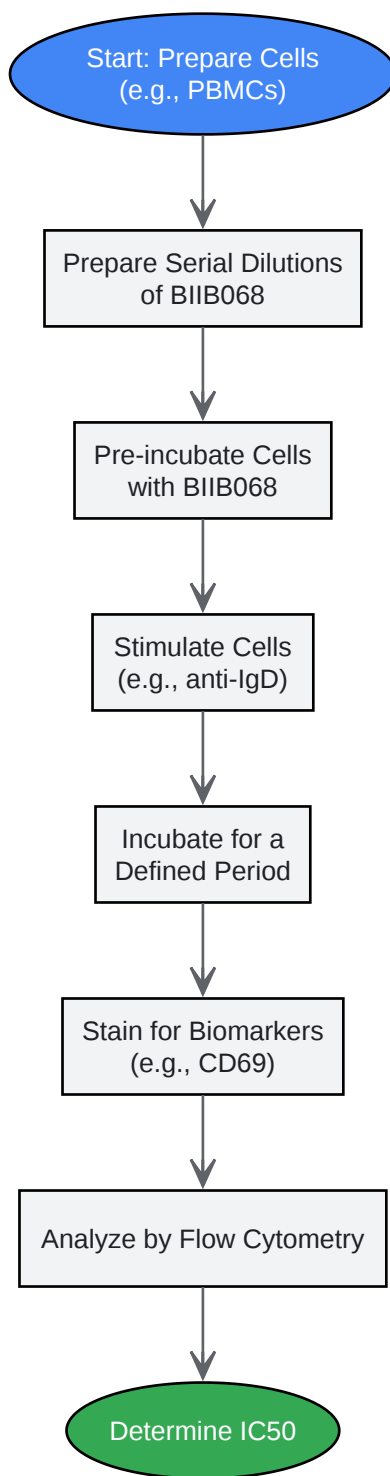 Start: Prepare Cells
(e.g., PBMCs)
Prepare Serial Dilutions
of BIIB068
Pre-incubate Cells
with BIIB068
Stimulate Cells
(e.g., anti-IgD)
Incubate for a
Defined Period
Stain for Biomarkers
(e.g., CD69)
Analyze by Flow Cytometry
Determine IC50